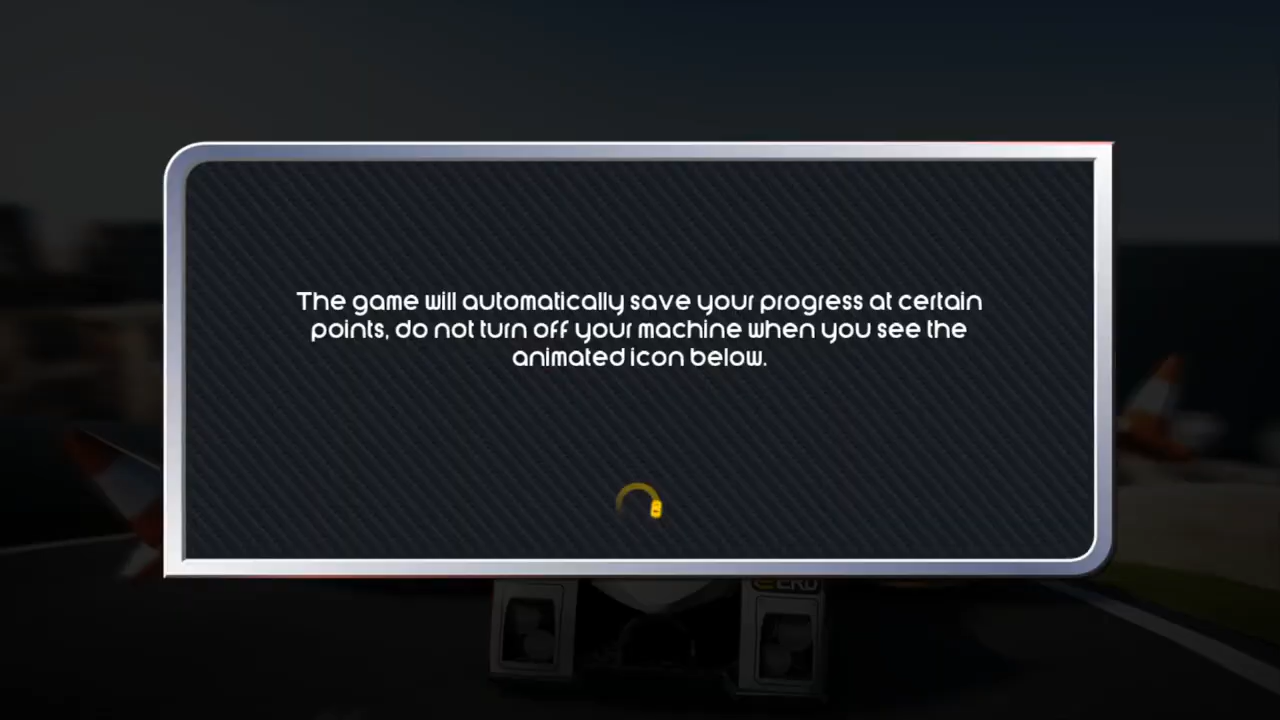 The game will automatically save your progress at certain
points, do not turn off your machine when you see the
animated icon below.